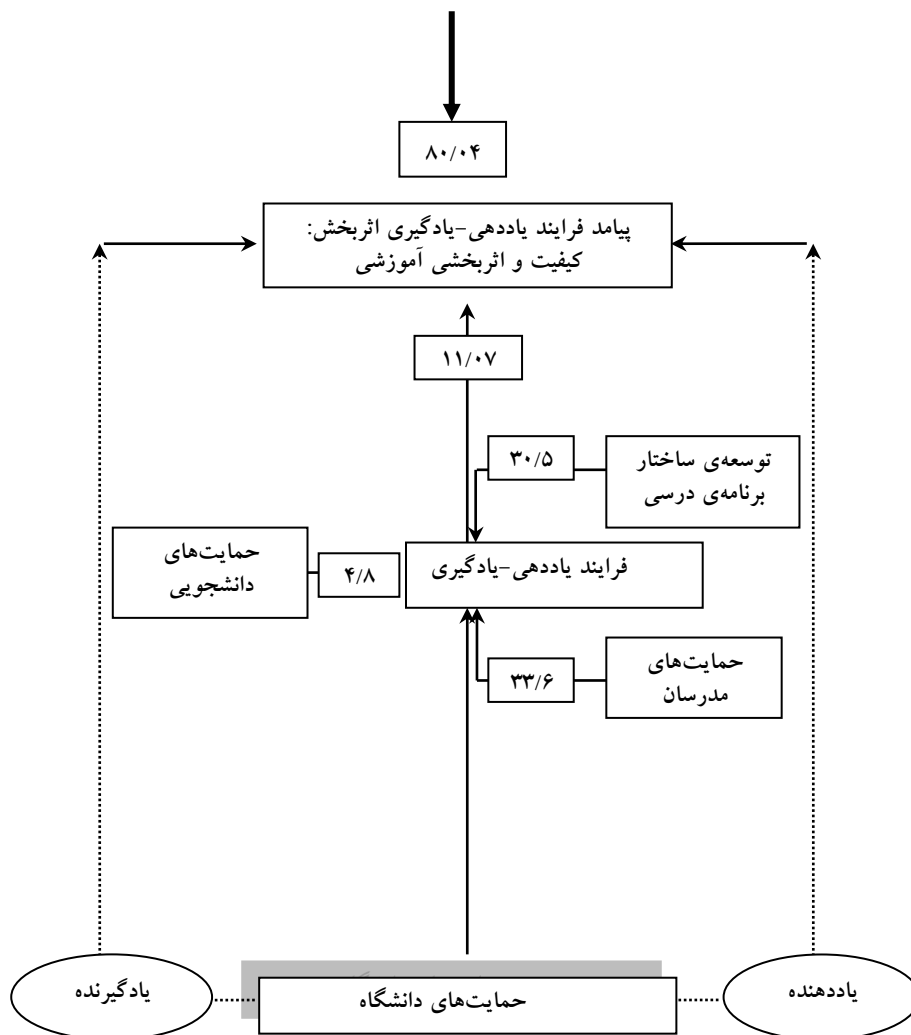 ۸۰/۰۴
پیامد فرایند یاددهی-یادگیری اثربخش:
کیفیت و اثربخشی آموزشی
۱۱/۰۷
۳۰/۵
توسعه‌ی ساختار
برنامه‌ی درسی
حمایت‌های
دانشجویی
۴/۸
فرایند یاددهی-یادگیری
حمایت‌های
مدرسان
۳۳/۶
یاددهنده
حمایت‌های دانشگاه
یادگیرنده